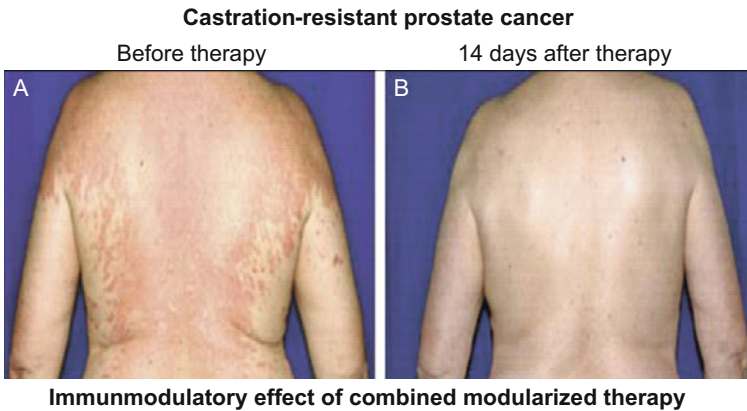 Castration-resistant prostate cancer
Before therapy
14 days after therapy
A
B
Immunmodulatory effect of combined modularized therapy